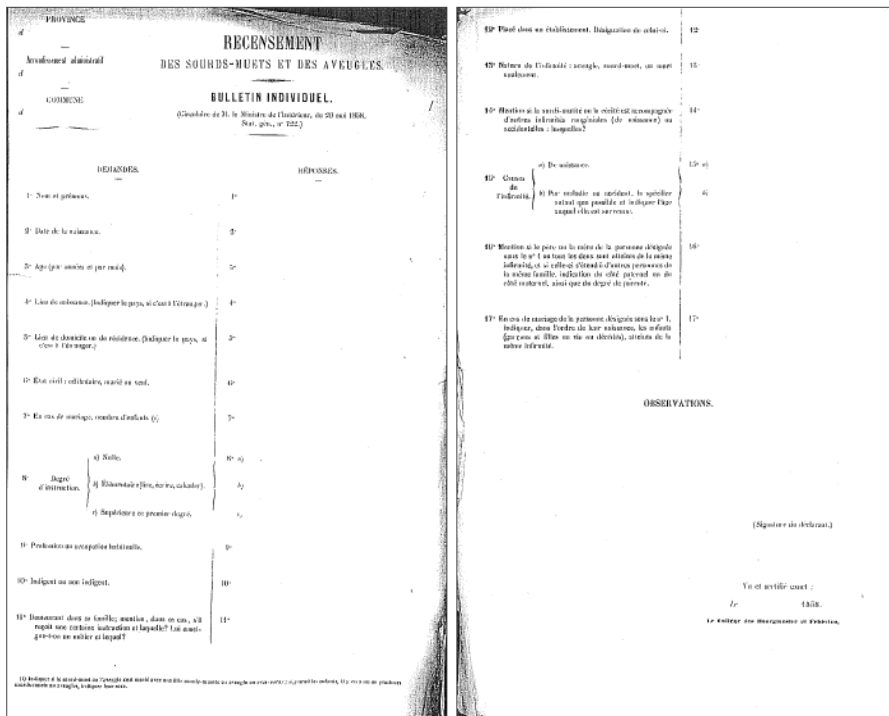 PROVINCE
d
Arrondissement administratif
d
COMMUNE
d
RECENSEMENT
DES SOURDS-MUETS ET DES AVEUGLES.
BULLETIN INDIVIDUEL.
(Circulaire de M. le Ministre de l'Intérieur, du 20 mai 1858,
Stat. gén., n° 722.)
DEMANDES.
RÉPONSES.
1° Nom et prénoms.
1°
2° Date de la naissance.
2°
3° Age (par années et par mois).
3°
4° Lieu de naissance. (Indiquer le pays, si c'est à l'étranger.)
4°
5° Lieu de domicile ou de résidence. (Indiquer le pays, si
c'est à l'étranger.)
5°
6° État civil : célibataire, marié ou veuf.
6°
7° En cas de mariage, nombre d'enfants. (1)
7°
8° Degré
d'instruction.
a) Nulle.
b) Élémentaire (lire, écrire, calculer).
c) Supérieure au premier degré.
8° a)
b)
c)
9° Profession ou occupation habituelle.
9°
10° Indigent ou non indigent.
10°
11° Demeurant dans sa famille; mention, dans ce cas, s'il
reçoit une certaine instruction et laquelle? Lui enseigne-t-on un métier et lequel?
11°
(1) Indiquer si le sourd-muet ou l'aveugle
12° Placé dans un établissement. Désignation de celui-ci.
12°
13° Nature de l'infirmité : aveugle, sourd-muet, ou muet
seulement.
13°
14° Mention si la surdi-mutité ou la cécité est accompagnée
d'autres infirmités congéniales (de naissance) ou
accidentelles : lesquelles?
14°
15° Causes
de
l'infirmité.
a) De naissance.
b) Par maladie ou accident, le spécifier
autant que possible et indiquer l'âge
auquel elle est survenue.
15° a)
b)
16° Mention si le père ou la mère de la personne désignée
sous le n° 1 ou tous les deux sont atteints de la même
infirmité, et si celle-ci s'étend à d'autres personnes de
la même famille, indication du côté paternel ou du
côté maternel, ainsi que du degré de parenté.
16°
17° En cas de mariage de la personne désignée sous le n° 1,
indiquer, dans l'ordre de leur naissance, les enfants
(garçons et filles en vie ou décédés), atteints de la
même infirmité.
17°
OBSERVATIONS.
(Signature du déclarant.)
Vu et certifié exact :
Le 1858.
Le Collège des Bourgmestre et Échevins,